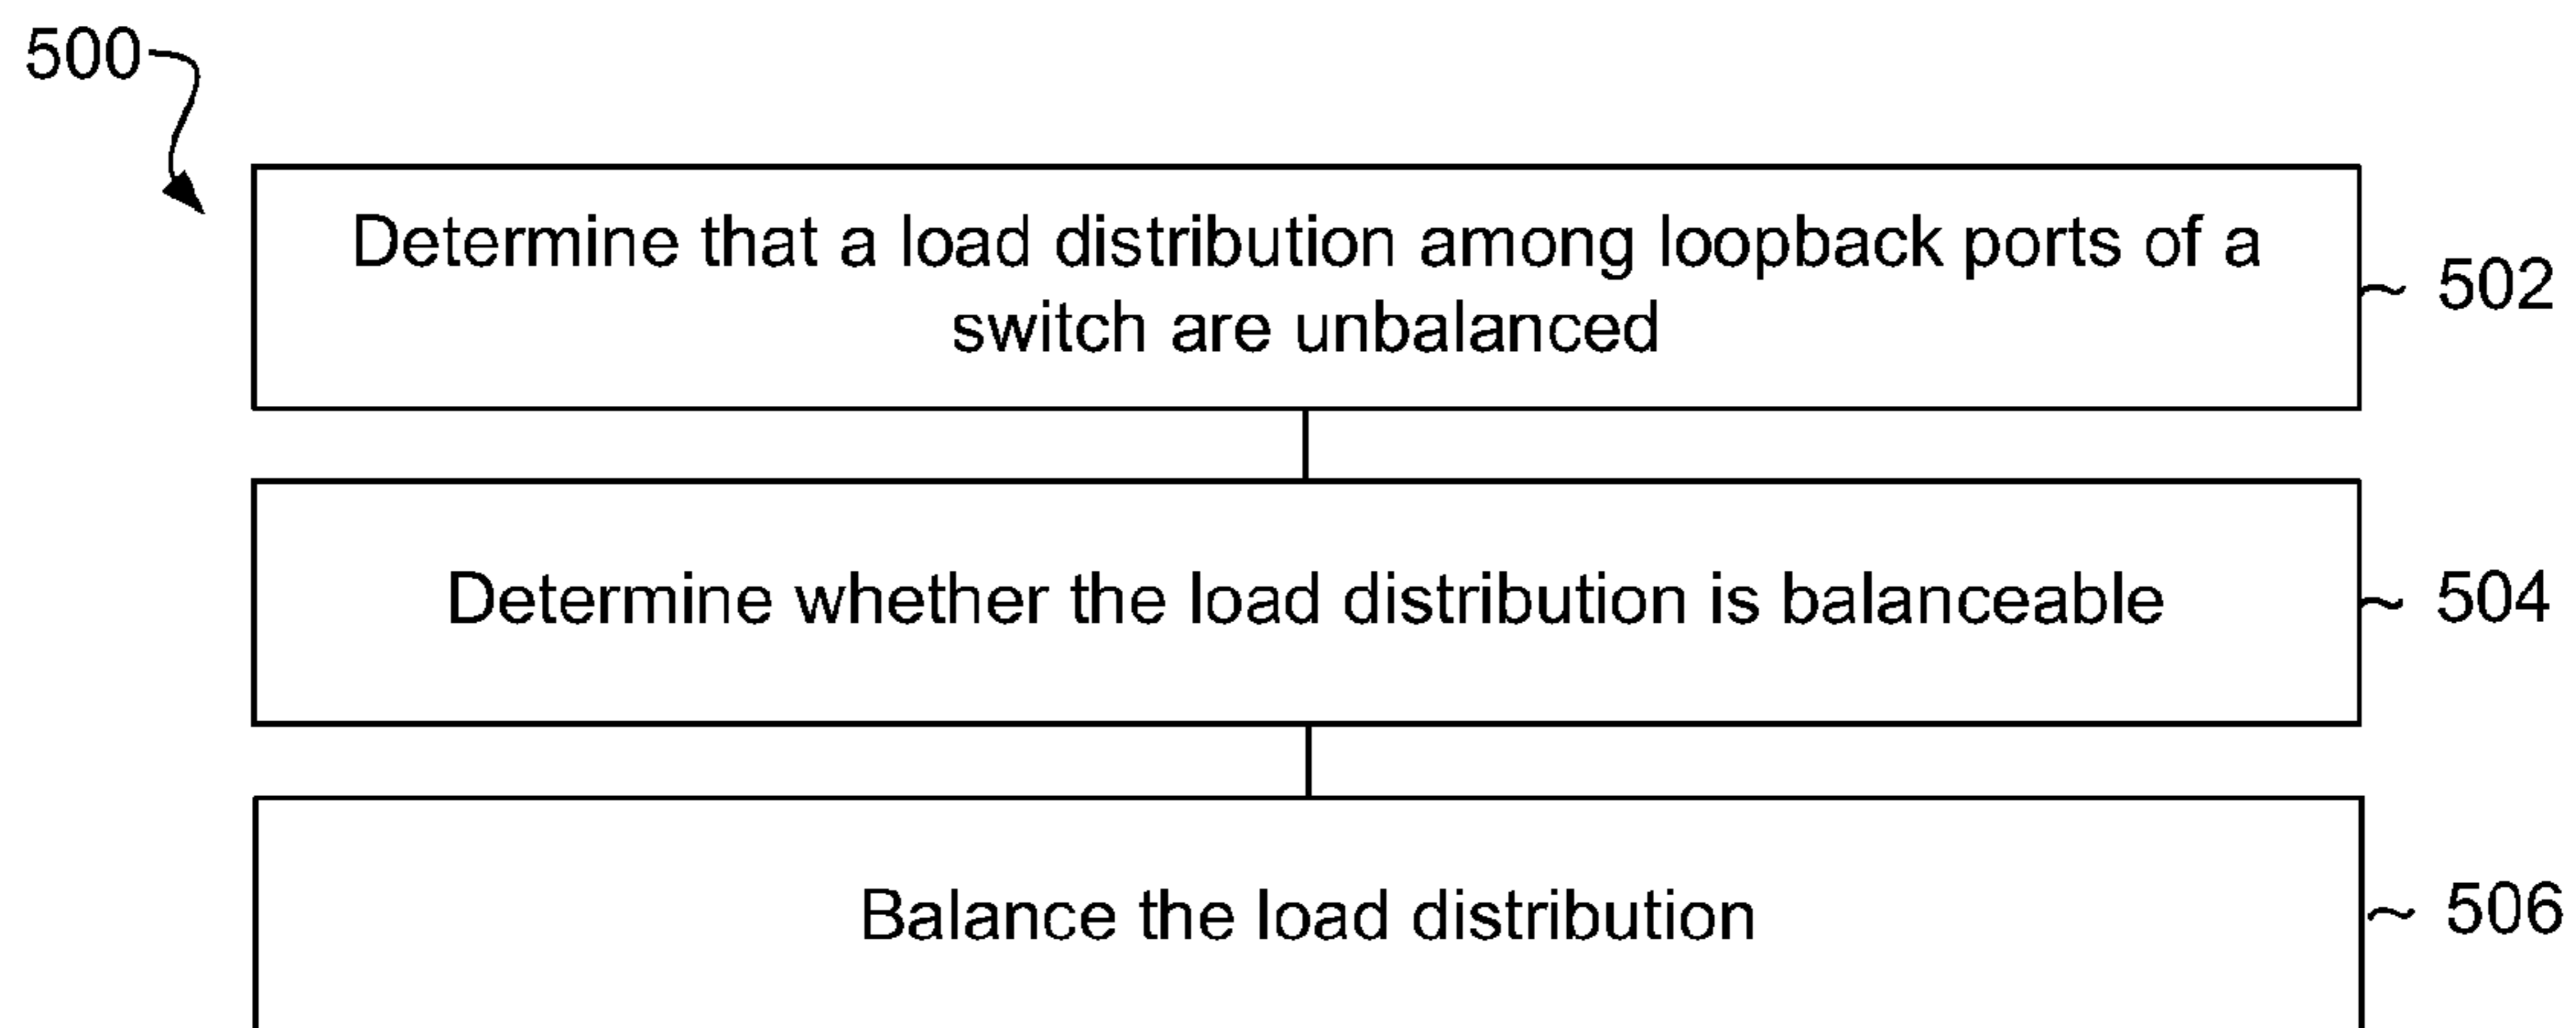 500
Determine that a load distribution among loopback ports of a
switch are unbalanced
502
Determine whether the load distribution is balanceable
504
Balance the load distribution
506